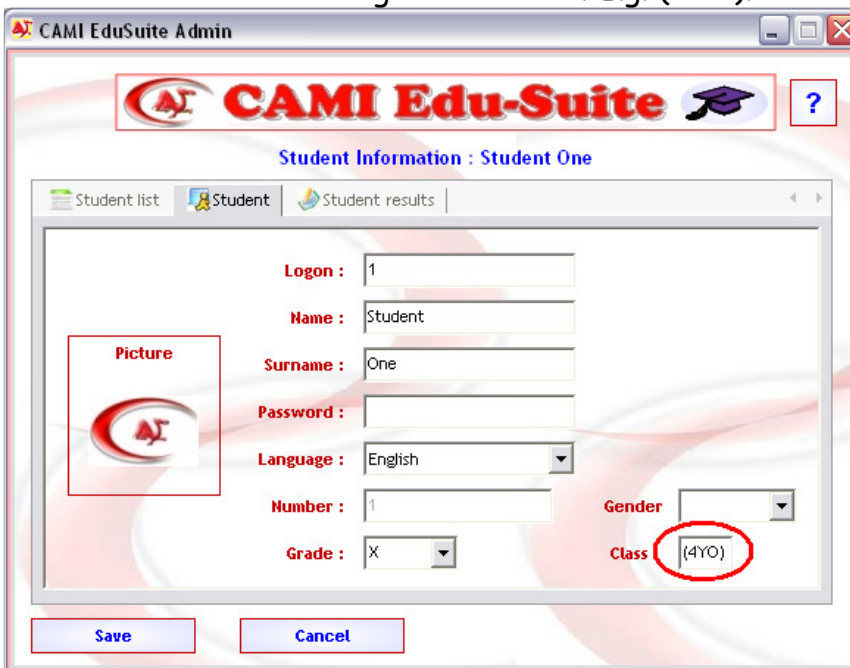 CAMI EduSuite Admin
CAMI Edu-Suite ?
Student Information : Student One
Student list Student Student results
Logon : 1
Name : Student
Picture
Surname : One
Password :
Language : English
Number : 1 Gender
Grade : X Class (4YO)
Save Cancel